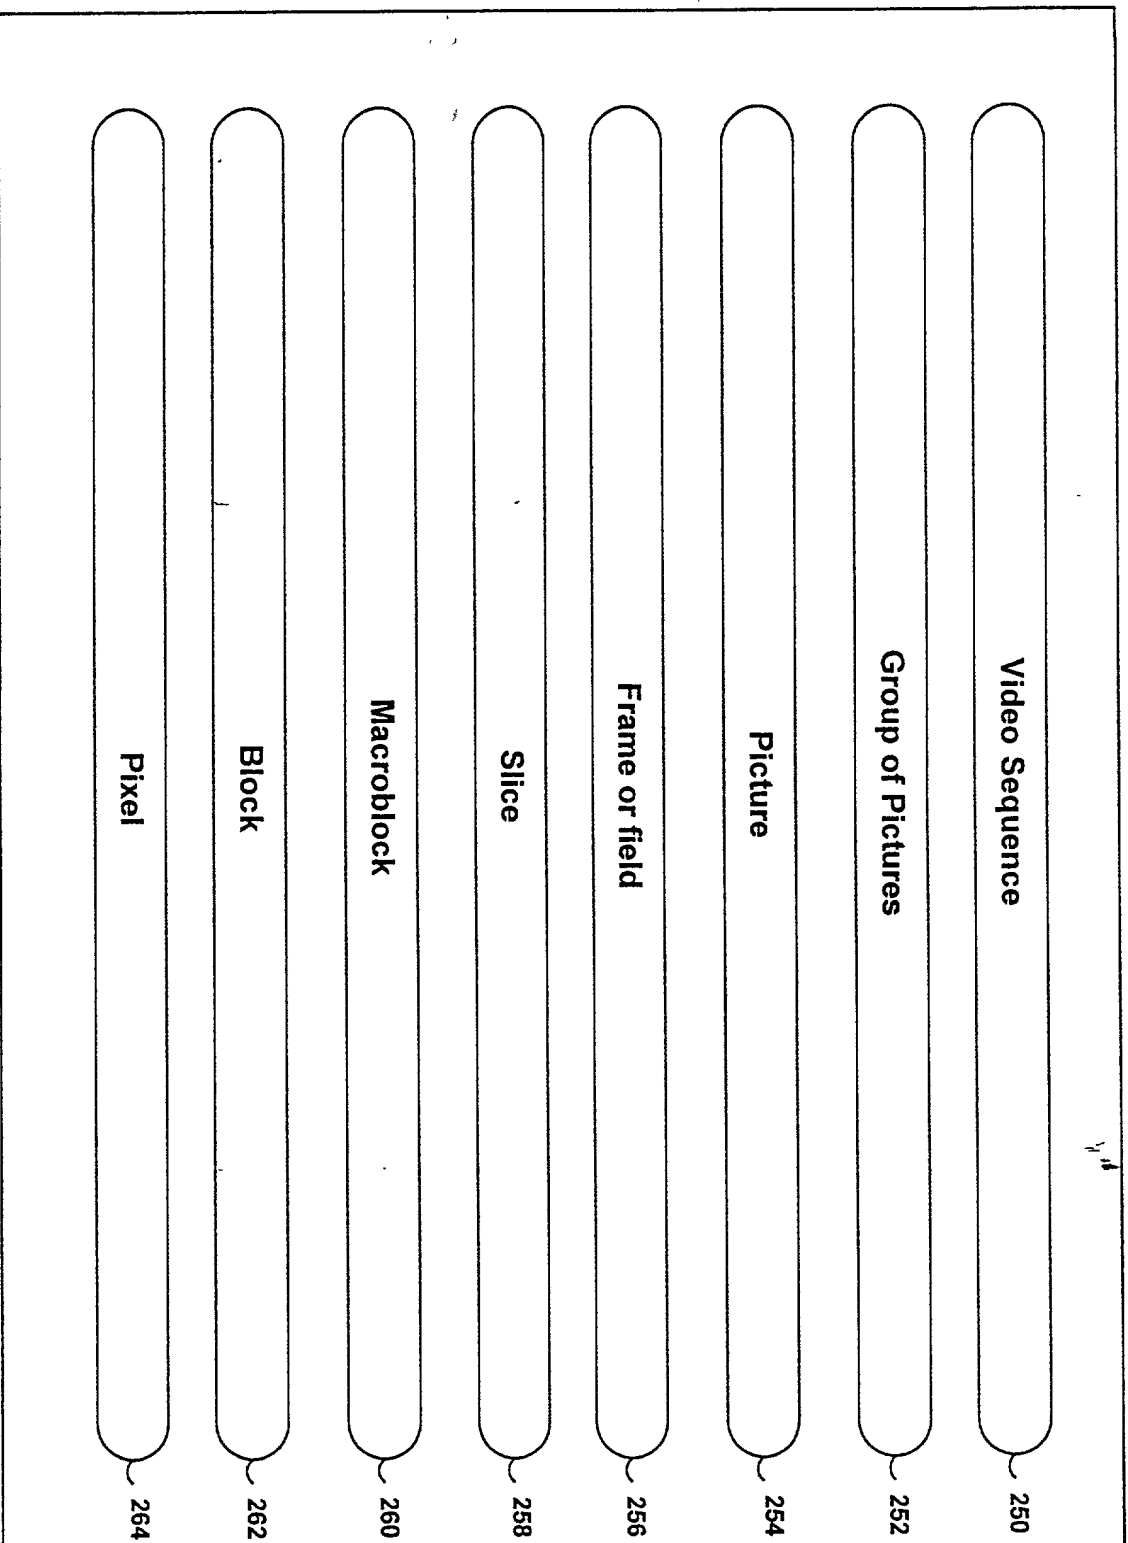 Video Sequence 250
Group of Pictures 252
Picture 254
Frame or field 256
Slice 258
Macroblock 260
Block 262
Pixel 264